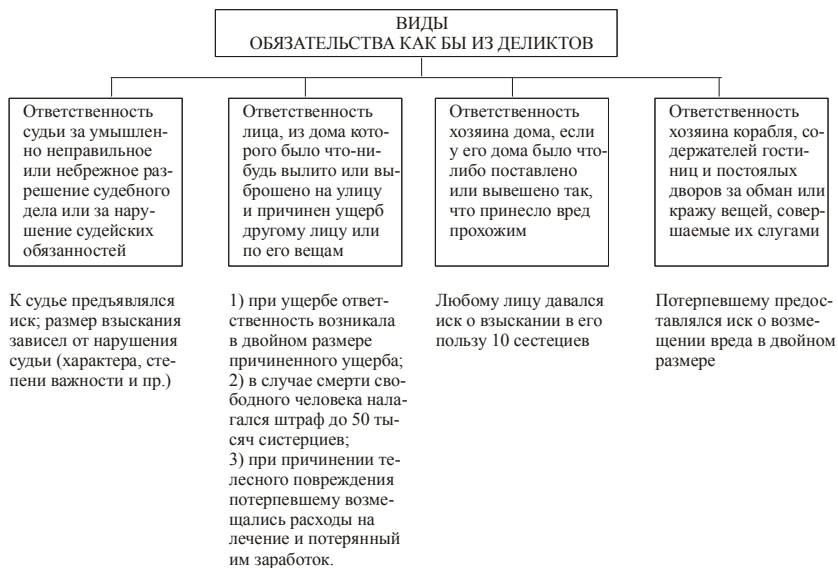 ВИДЫ
ОБЯЗАТЕЛЬСТВА КАК БЫ ИЗ ДЕЛИКТОВ
Ответственность
судьи за умышлен-
но неправильное
или небрежное раз-
решение судебного
дела или за нару-
шение судейских
обязанностей
К судье предъявлялся
иск; размер взыскания
зависел от нарушения
судьи (характера, сте-
пени важности и пр.)
Ответственность
лица, из дома кото-
рого было что-ни-
будь вылито или вы-
брошено на улицу
и причинен ущерб
другому лицу или
по его вещам
1) при ущербе ответ-
ственность возникала
в двойном размере
причиненного ущерба;
2) в случае смерти сво-
бодного человека нала-
гался штраф до 50 ты-
сяч систерциев;
3) при причинении те-
лесного повреждения
потерпевшему возме-
щались расходы на
лечение и потерянный
им заработок.
Ответственность
хозяина дома, если
у его дома было что-
либо поставлено
или вывешено так,
что принесло вред
прохожим
Любому лицу давался
иск о взыскании в его
пользу 10 сестециев
Ответственность
хозяина корабля, со-
держателей гости-
ниц и постоялых
дворов за обман или
кражу вещей, совер-
шаемые их слугами
Потерпевшему предос-
тавлялся иск о возме-
щении вреда в двойном
размере